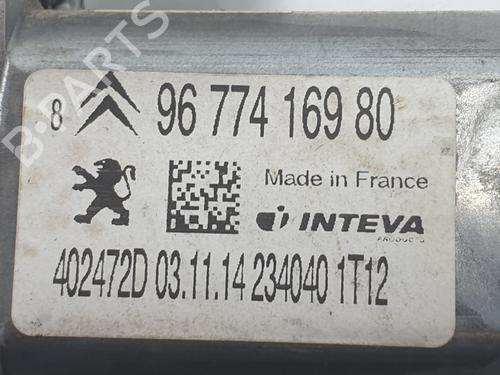 B-PARTS
8 96 774 169 80
Made in France
INTEVA
PRODUCTS
402472D 03.11.14 234040 1T12